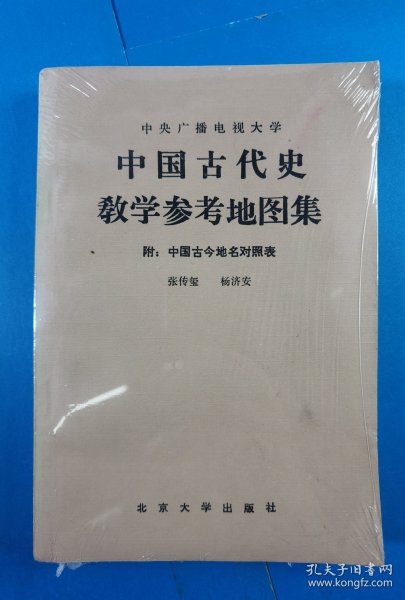 中央广播电视大学
中国古代史
教学参考地图集
附：中国古今地名对照表
张传玺 杨济安
北京大学出版社
孔夫子旧书网
www.kongfz.com